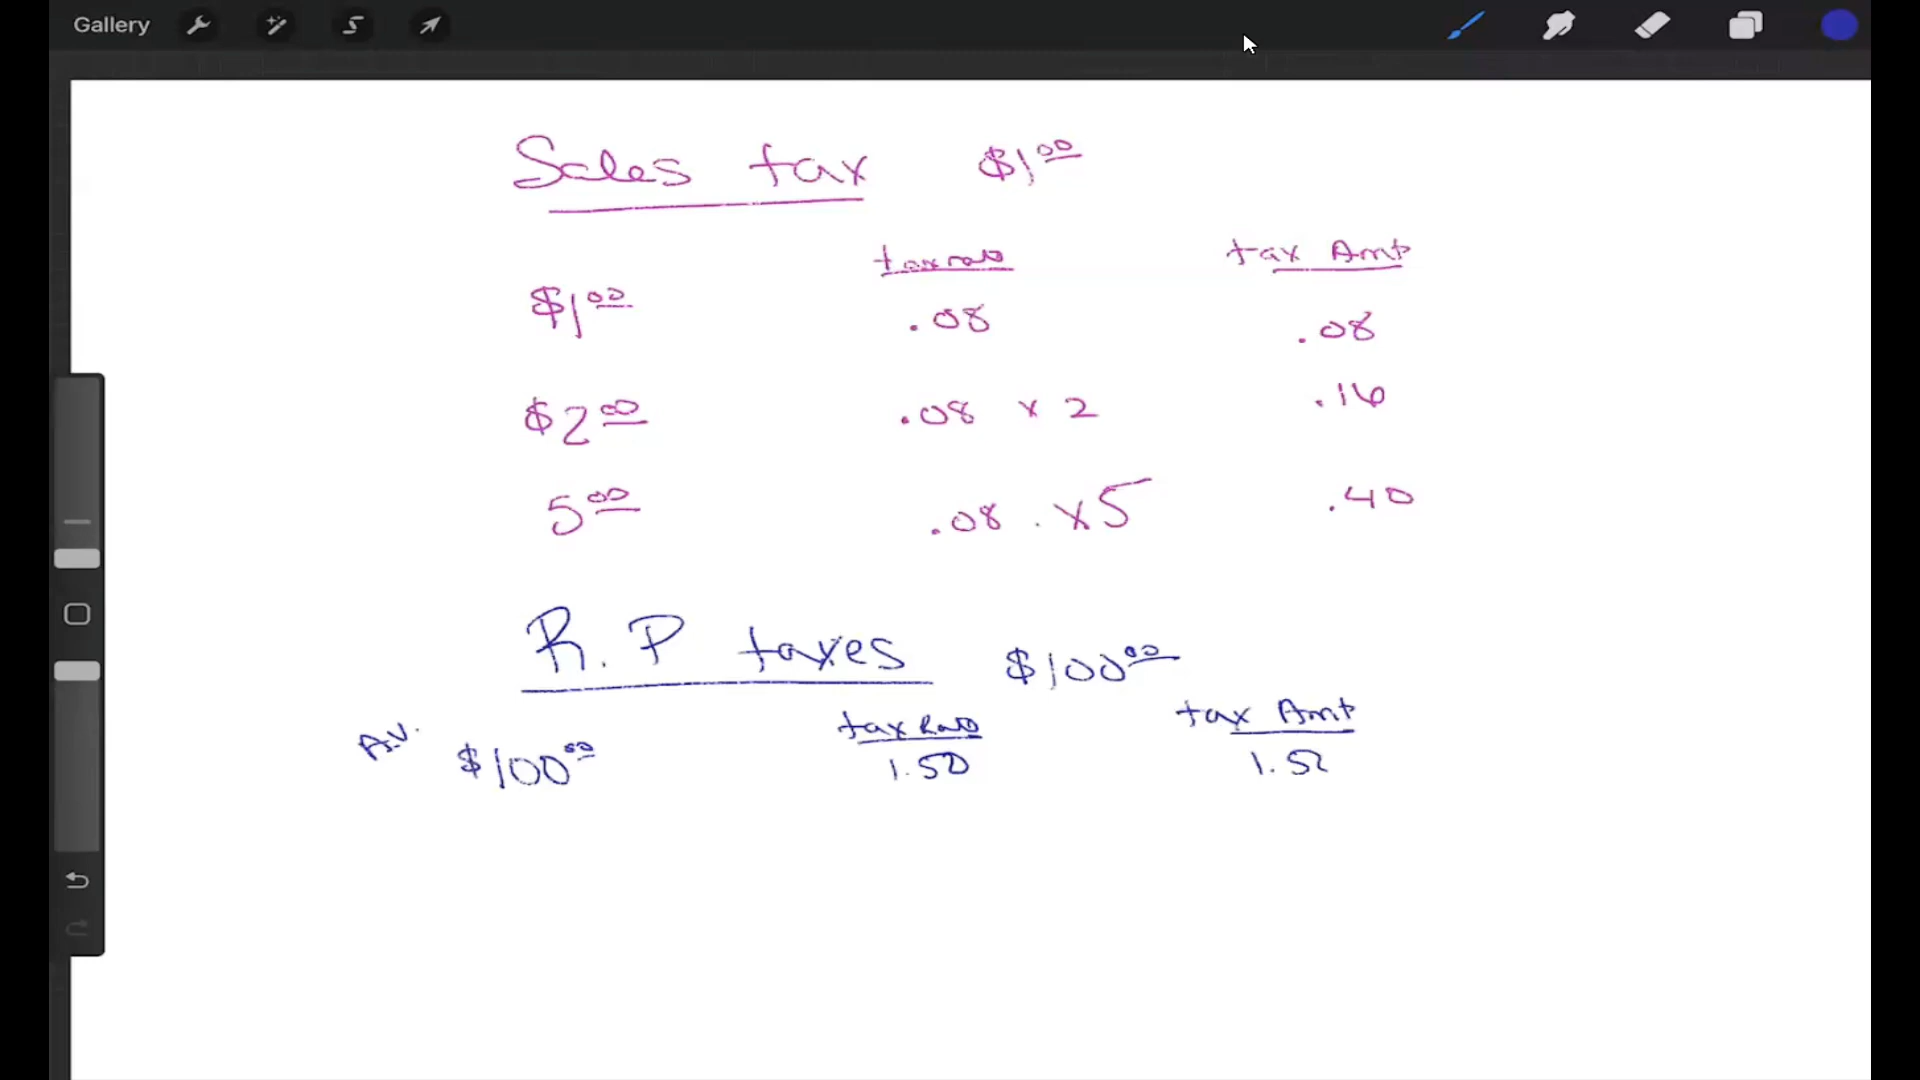 Gallery
Sales tax $1.00
tax rate tax Amt
$1.00 .08 .08
$2.00 .08 x 2 .16
5.00 .08 . x5 .40
R.P taxes $100.00
tax Rate tax Amt
A.V. $100.00 1.50 1.50